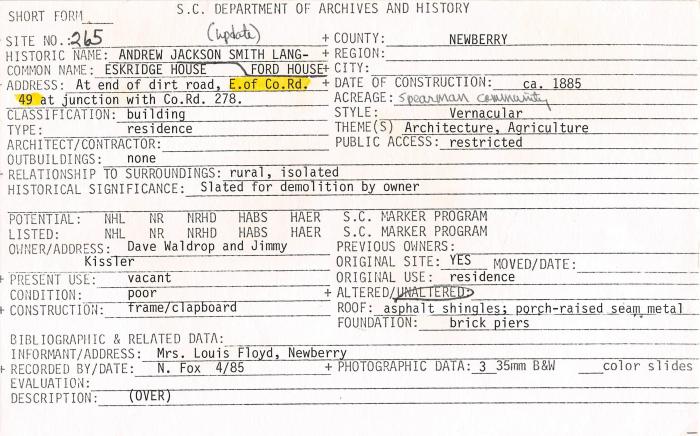 S.C. DEPARTMENT OF ARCHIVES AND HISTORY
SHORT FORM
SITE NO.: 265 (update) + COUNTY: NEWBERRY
HISTORIC NAME: ANDREW JACKSON SMITH LANG- + REGION:
COMMON NAME: ESKRIDGE HOUSE FORD HOUSE + CITY:
+ ADDRESS: At end of dirt road, E.of Co.Rd. + DATE OF CONSTRUCTION: ca. 1885
49 at junction with Co.Rd. 278. ACREAGE: Spearman community
CLASSIFICATION: building STYLE: Vernacular
TYPE: residence THEME(S) Architecture, Agriculture
ARCHITECT/CONTRACTOR: PUBLIC ACCESS: restricted
OUTBUILDINGS: none
+ RELATIONSHIP TO SURROUNDINGS: rural, isolated
HISTORICAL SIGNIFICANCE: Slated for demolition by owner
POTENTIAL: NHL NR NRHD HABS HAER S.C. MARKER PROGRAM
LISTED: NHL NR NRHD HABS HAER S.C. MARKER PROGRAM
OWNER/ADDRESS: Dave Waldrop and Jimmy PREVIOUS OWNERS:
Kissler ORIGINAL SITE: YES MOVED/DATE:
+ PRESENT USE: vacant ORIGINAL USE: residence
CONDITION: poor + ALTERED/UNALTERED:
+ CONSTRUCTION: frame/clapboard ROOF: asphalt shingles; porch-raised seam metal
FOUNDATION: brick piers
BIBLIOGRAPHIC & RELATED DATA:
INFORMANT/ADDRESS: Mrs. Louis Floyd, Newberry
+ RECORDED BY/DATE: N. Fox 4/85 + PHOTOGRAPHIC DATA: 3 35mm B&W color slides
EVALUATION:
DESCRIPTION: (OVER)